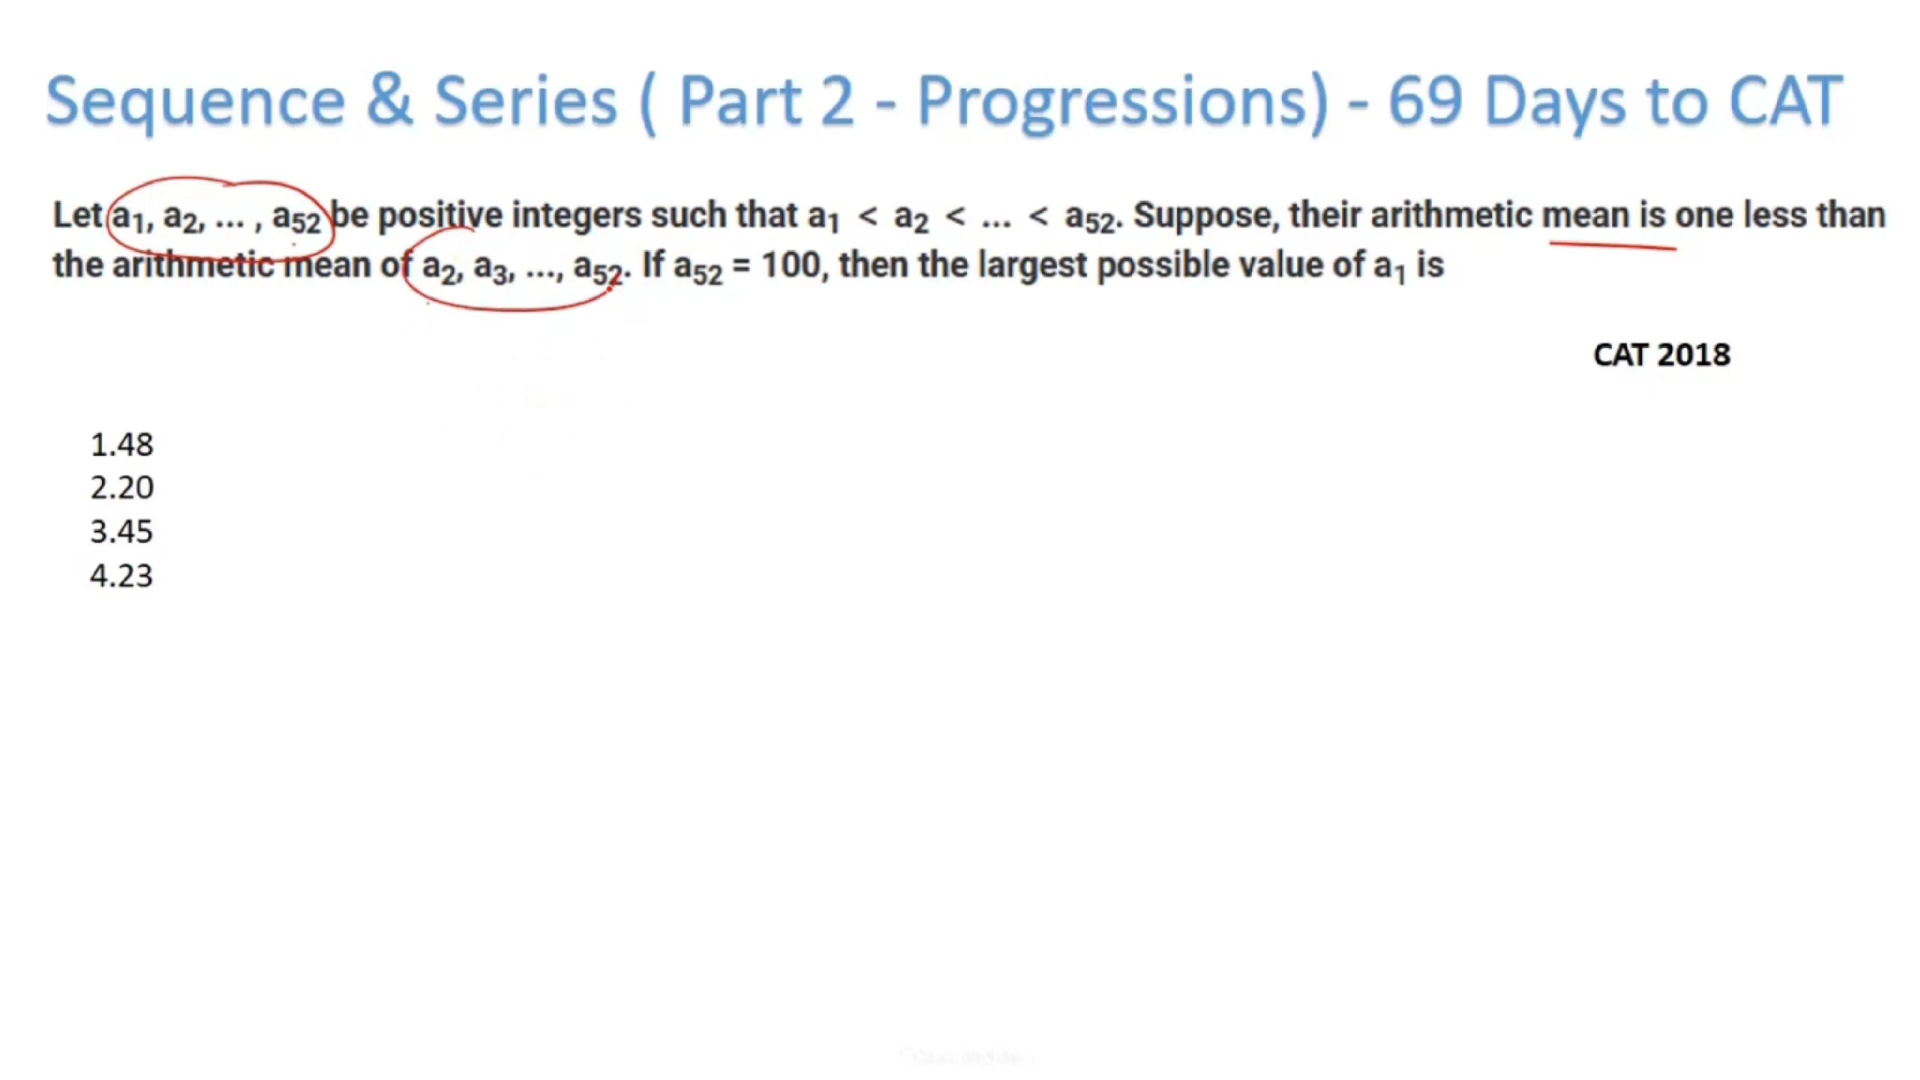 Sequence & Series ( Part 2 - Progressions) - 69 Days to CAT
Let a₁, a₂, ... , a₅₂ be positive integers such that a₁ < a₂ < ... < a₅₂. Suppose, their arithmetic mean is one less than
the arithmetic mean of a₂, a₃, ..., a₅₂. If a₅₂ = 100, then the largest possible value of a₁ is
CAT 2018
1.48
2.20
3.45
4.23